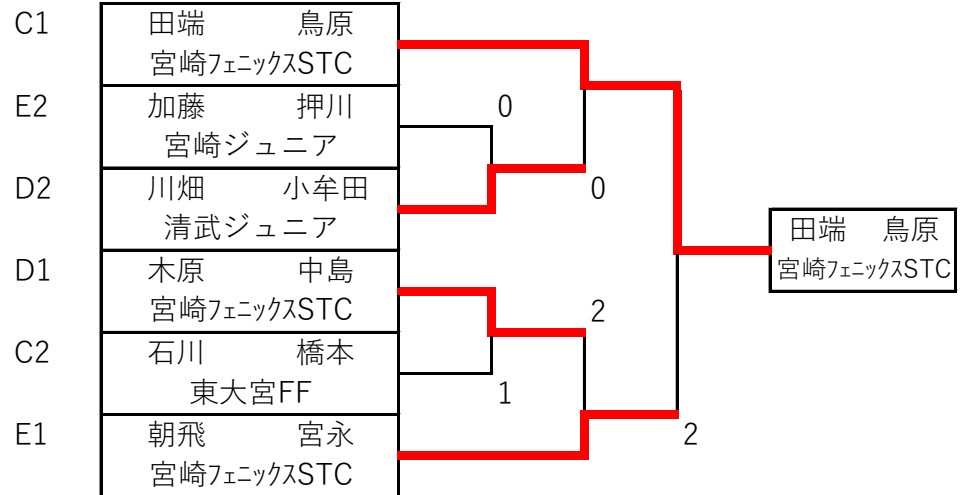 C1
田端 鳥原
宮崎フェニックスSTC
E2
加藤 押川
0
宮崎ジュニア
D2
川畑 小牟田
0
清武ジュニア
田端 鳥原
宮崎フェニックスSTC
D1
木原 中島
宮崎フェニックスSTC
2
C2
石川 橋本
東大宮FF
1
E1
朝飛 宮永
2
宮崎フェニックスSTC